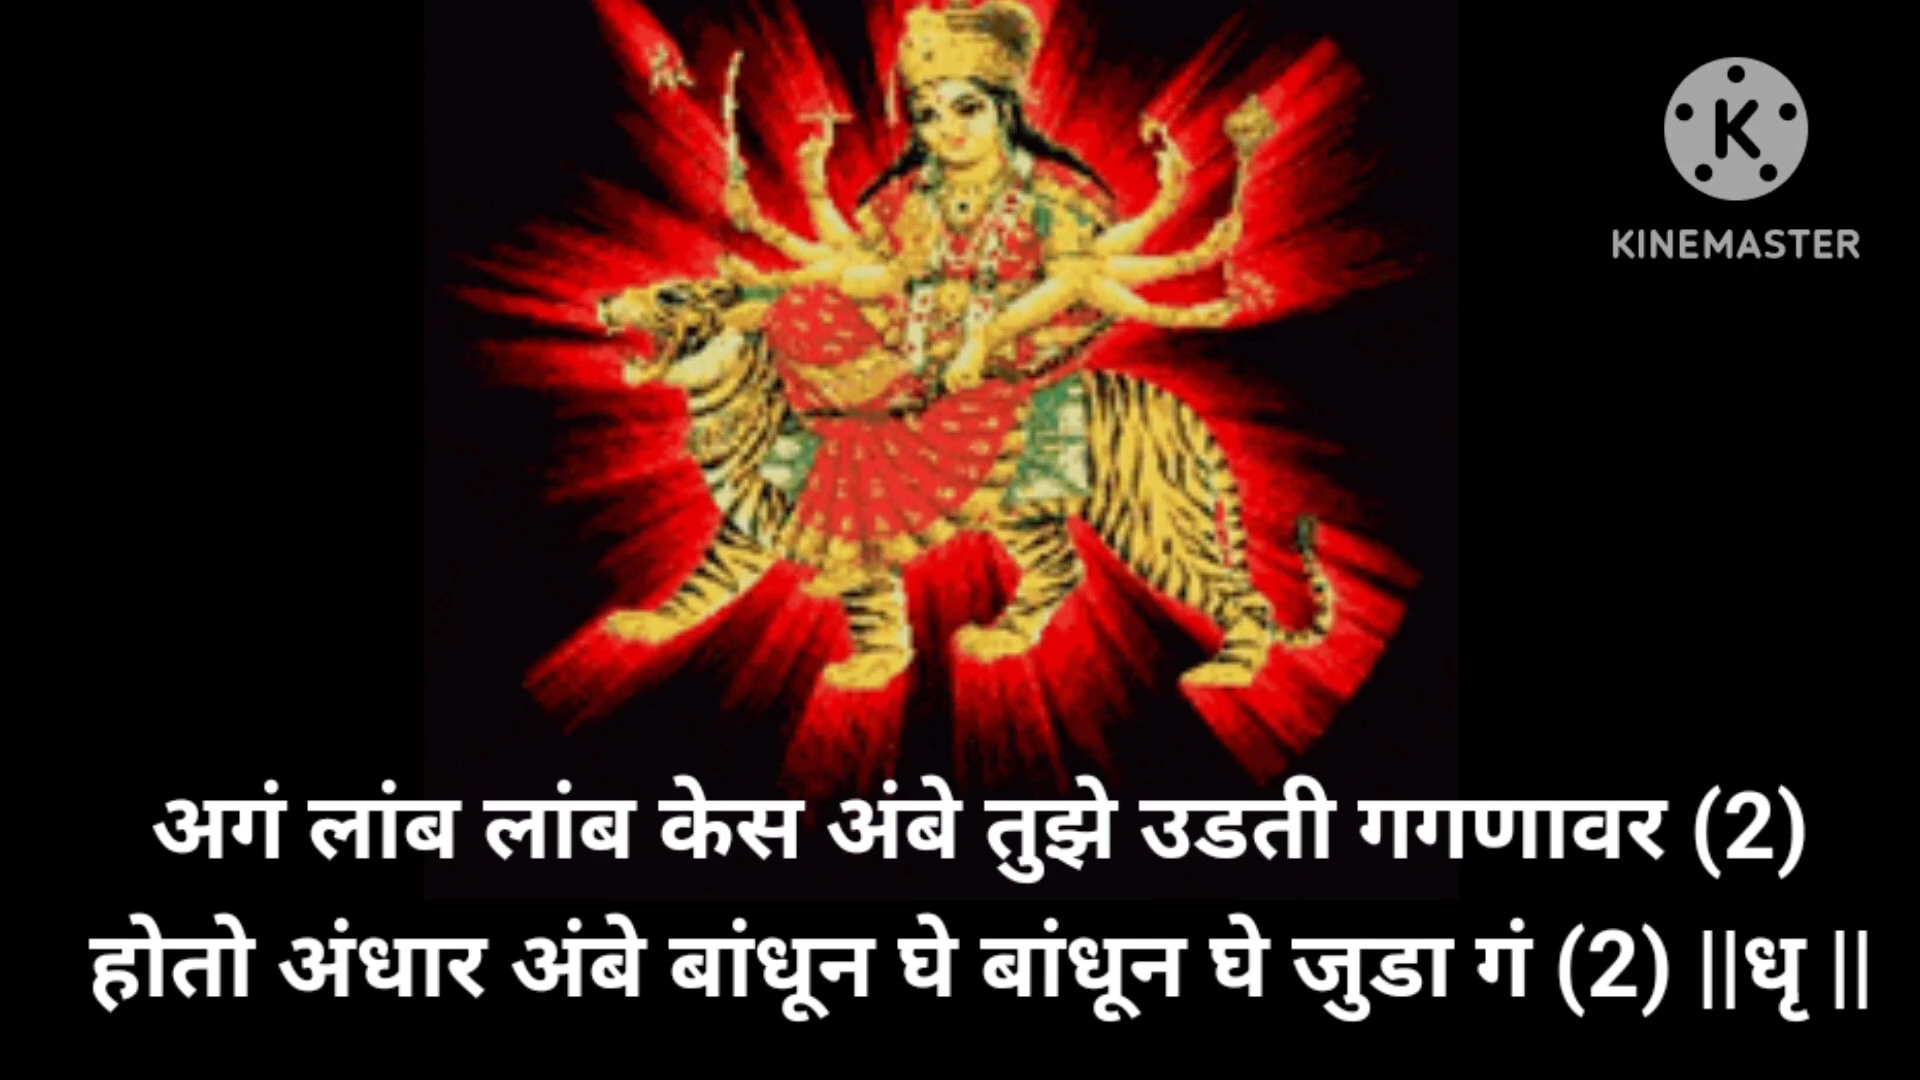 KINEMASTER
अगं लांब लांब केस अंबे तुझे उडती गगणावर (2)
होतो अंधार अंबे बांधून घे बांधून घे जुडा गं (2) ||धृ ||